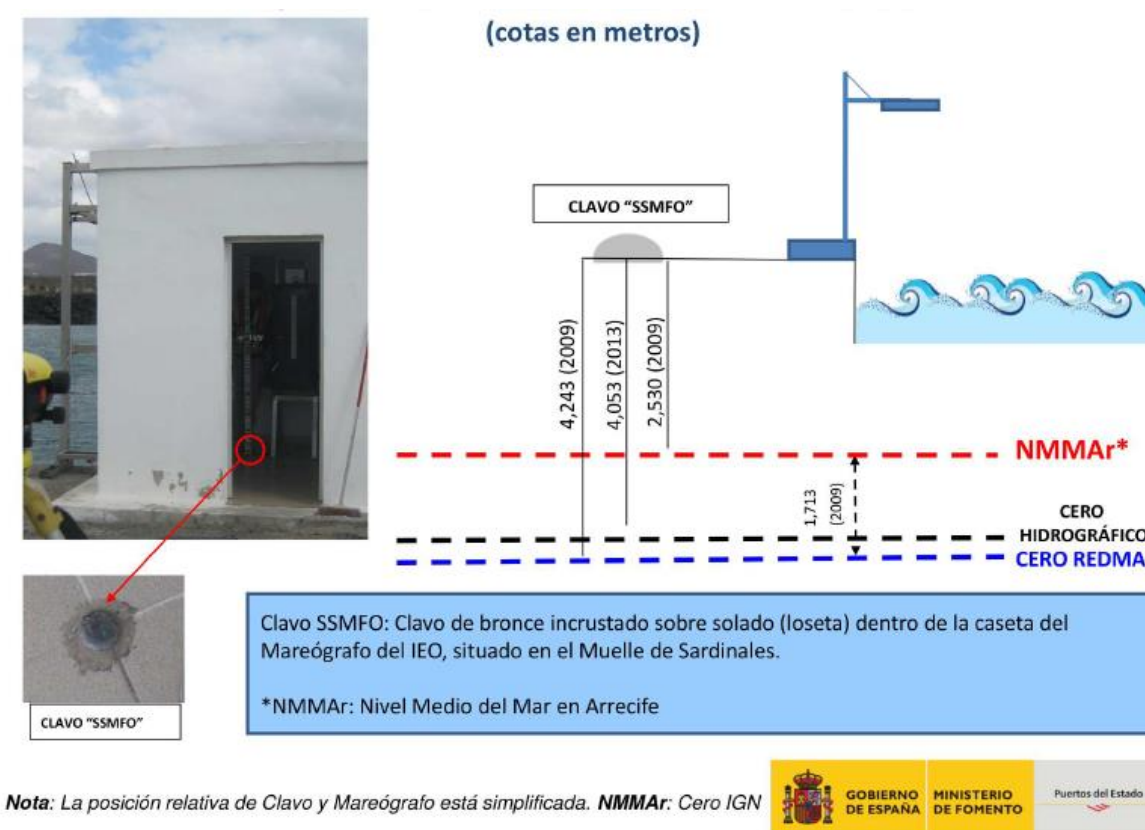 (cotas en metros)
CLAVO “SSMFO”
4,243 (2009)
4,053 (2013)
2,530 (2009)
NMMAr*
1,713
(2009)
CERO
HIDROGRÁFICO
CERO REDMA
Clavo SSMFO: Clavo de bronce incrustado sobre solado (loseta) dentro de la caseta del
Mareógrafo del IEO, situado en el Muelle de Sardinales.
*NMMAr: Nivel Medio del Mar en Arrecife
CLAVO “SSMFO”
Nota: La posición relativa de Clavo y Mareógrafo está simplificada. NMMAr: Cero IGN
GOBIERNO
DE ESPAÑA
MINISTERIO
DE FOMENTO
Puertos del Estado